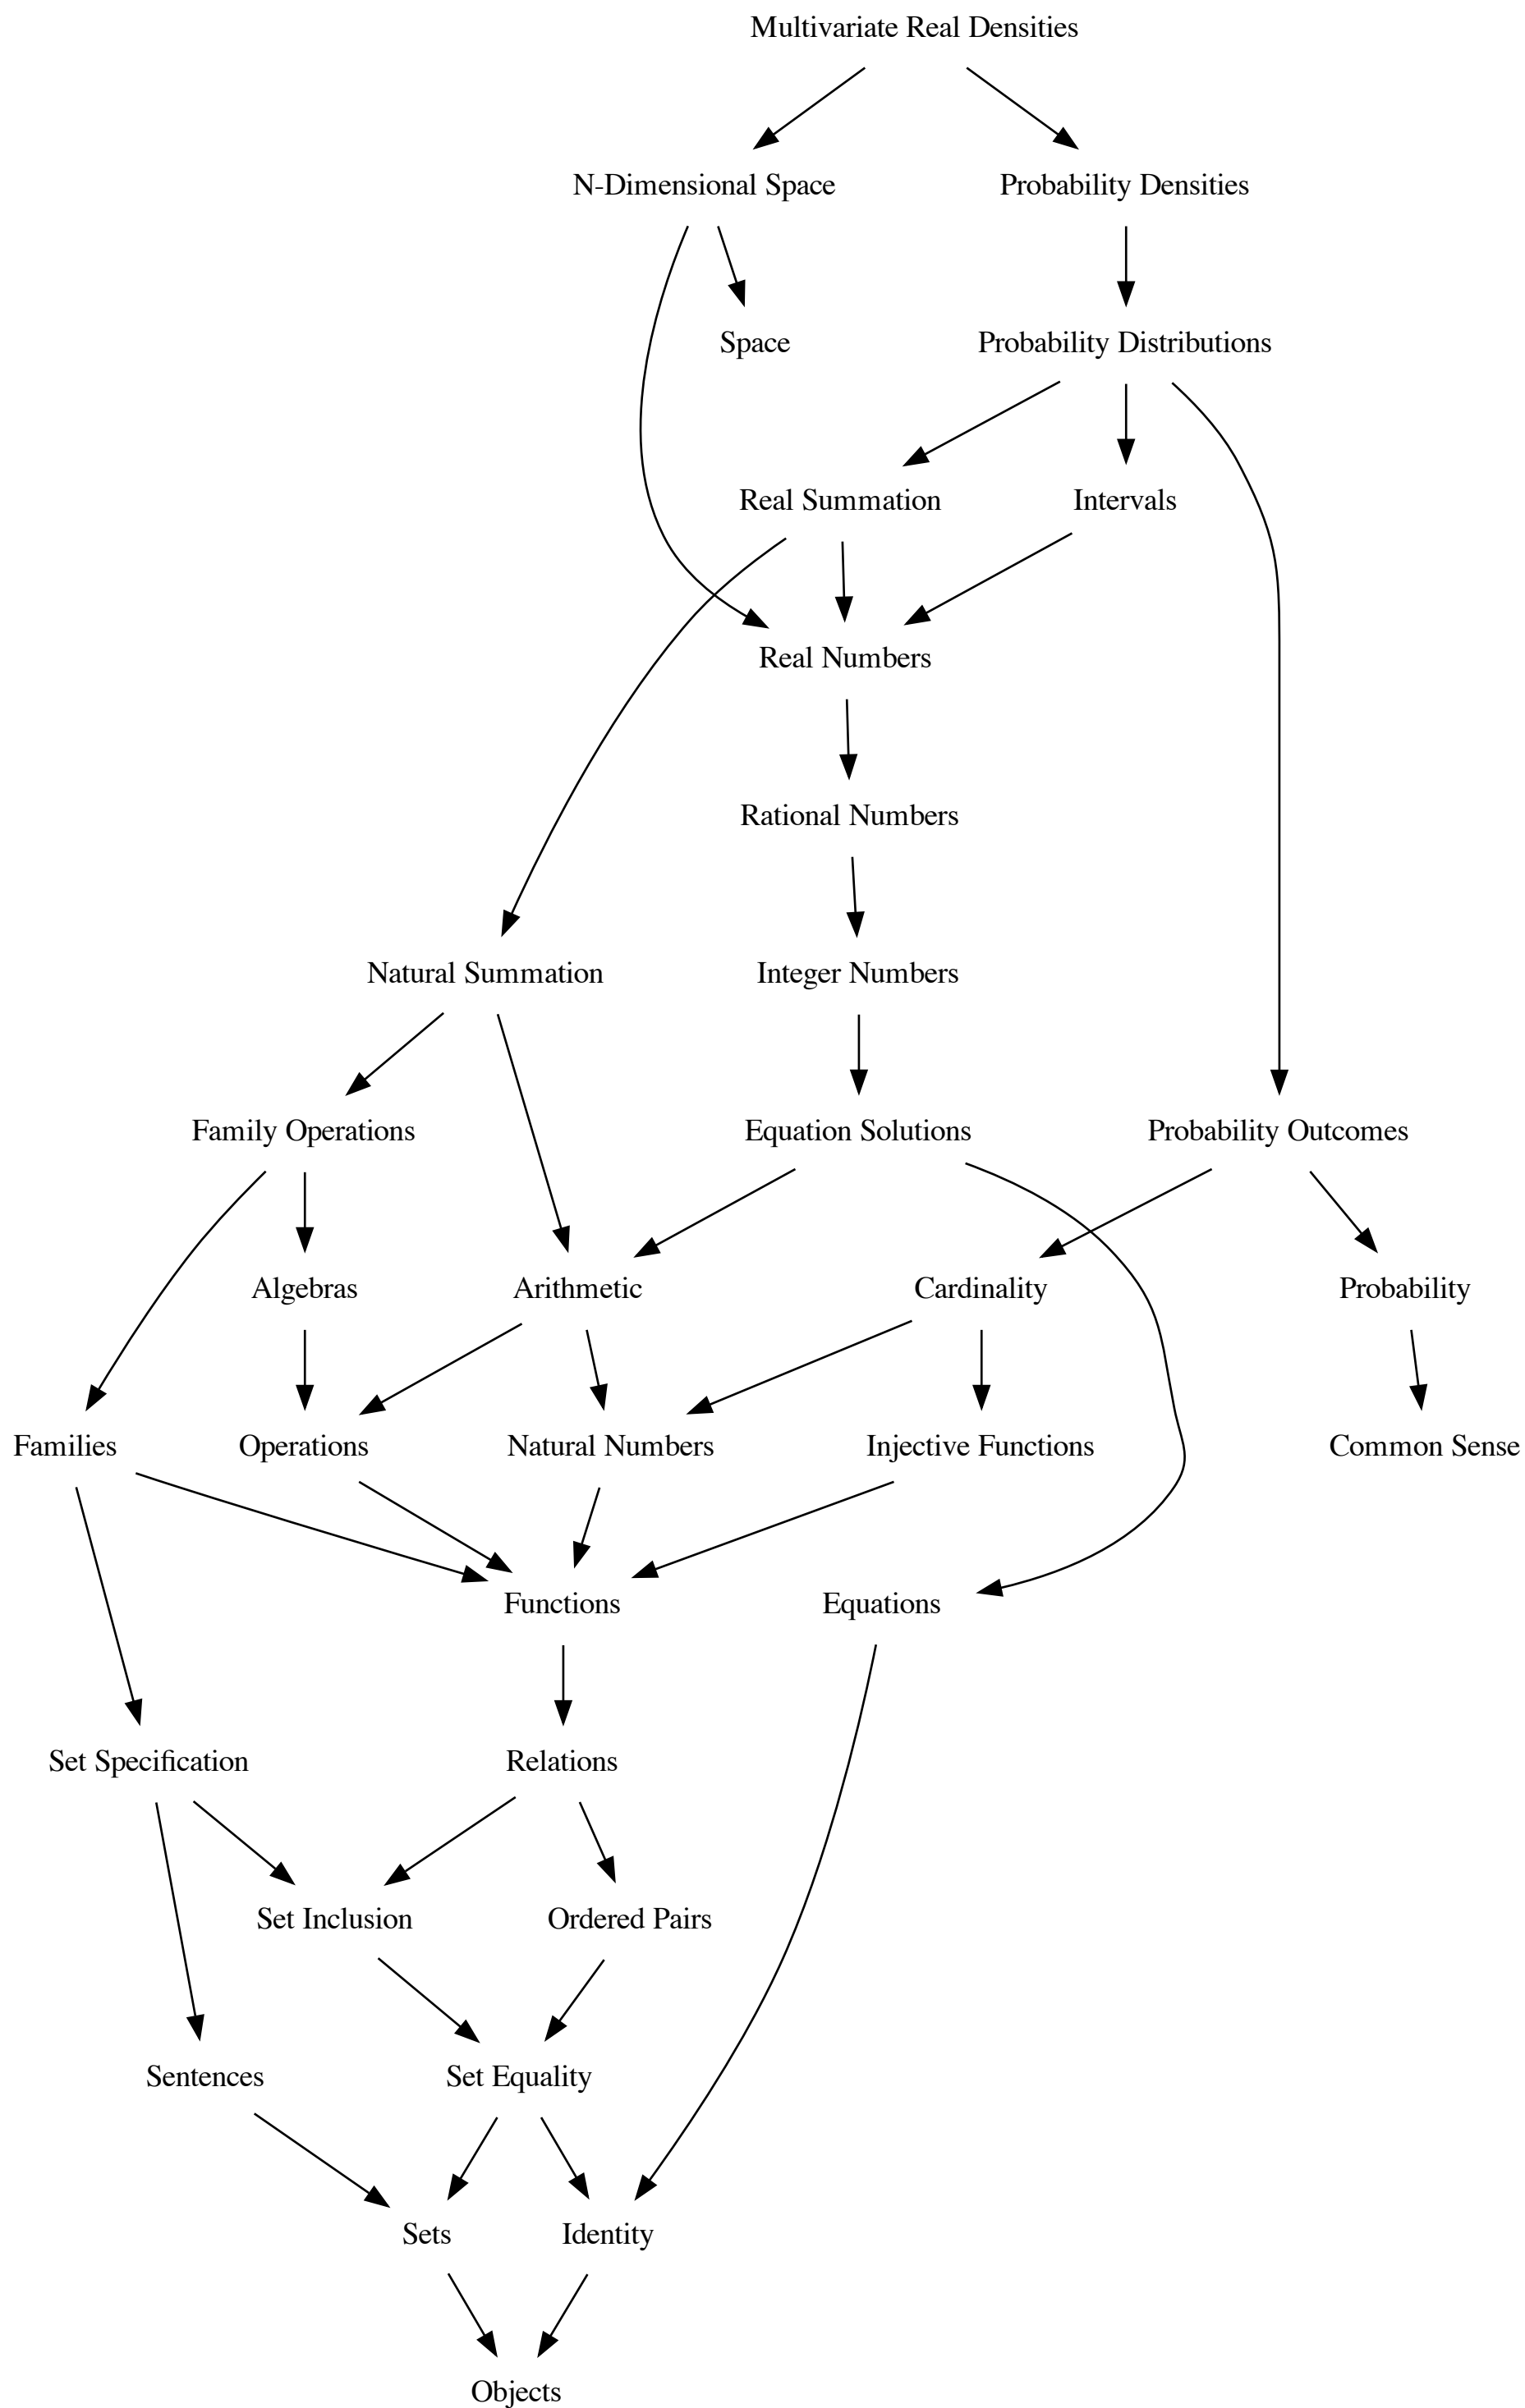 Multivariate Real Densities
N-Dimensional Space
Probability Densities
Space
Probability Distributions
Real Summation
Intervals
Real Numbers
Rational Numbers
Natural Summation
Integer Numbers
Family Operations
Equation Solutions
Probability Outcomes
Algebras
Arithmetic
Cardinality
Probability
Families
Operations
Natural Numbers
Injective Functions
Common Sense
Functions
Equations
Set Specification
Relations
Set Inclusion
Ordered Pairs
Sentences
Set Equality
Sets
Identity
Objects